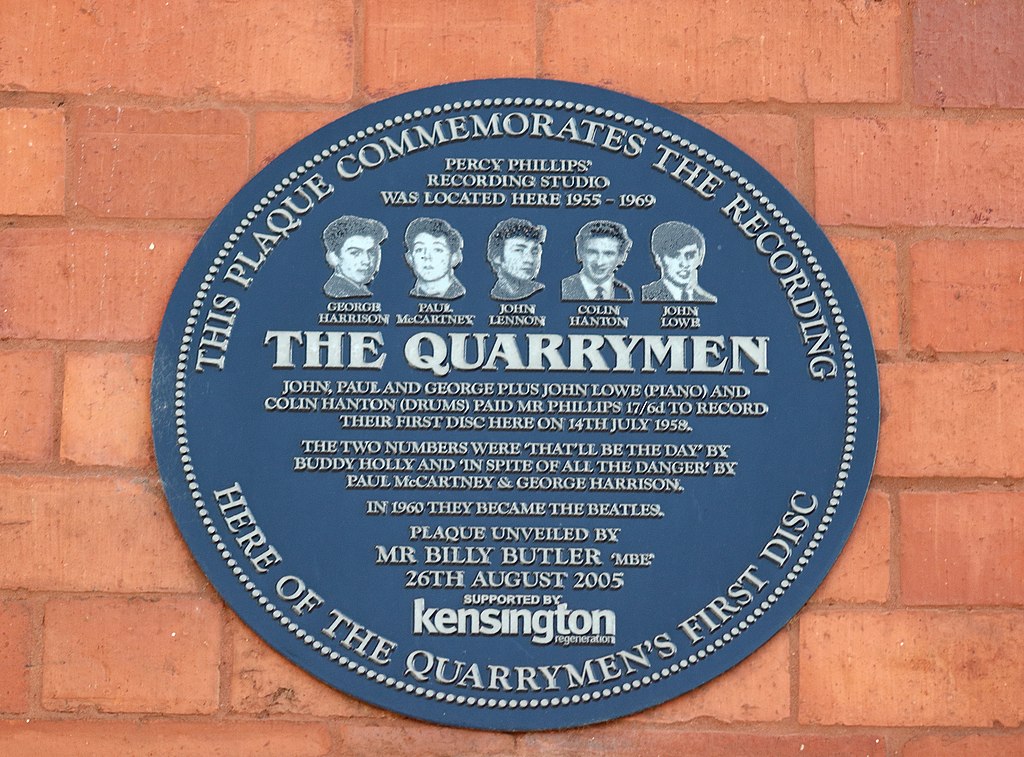 THIS PLAQUE COMMEMORATES THE RECORDING
PERCY PHILLIPS'
RECORDING STUDIO
WAS LOCATED HERE 1955 - 1969
GEORGE HARRISON
PAUL McCARTNEY
JOHN LENNON
COLIN HANTON
JOHN LOWE
THE QUARRYMEN
JOHN, PAUL AND GEORGE PLUS JOHN LOWE (PIANO) AND
COLIN HANTON (DRUMS) PAID MR PHILLIPS 17/6d TO RECORD
THEIR FIRST DISC HERE ON 14TH JULY 1958.
THE TWO NUMBERS WERE 'THAT'LL BE THE DAY' BY
BUDDY HOLLY AND 'IN SPITE OF ALL THE DANGER' BY
PAUL McCARTNEY & GEORGE HARRISON.
IN 1960 THEY BECAME THE BEATLES.
PLAQUE UNVEILED BY
MR BILLY BUTLER 'MBE'
26TH AUGUST 2005
SUPPORTED BY
kensington
regeneration
HERE OF THE QUARRYMEN'S FIRST DISC